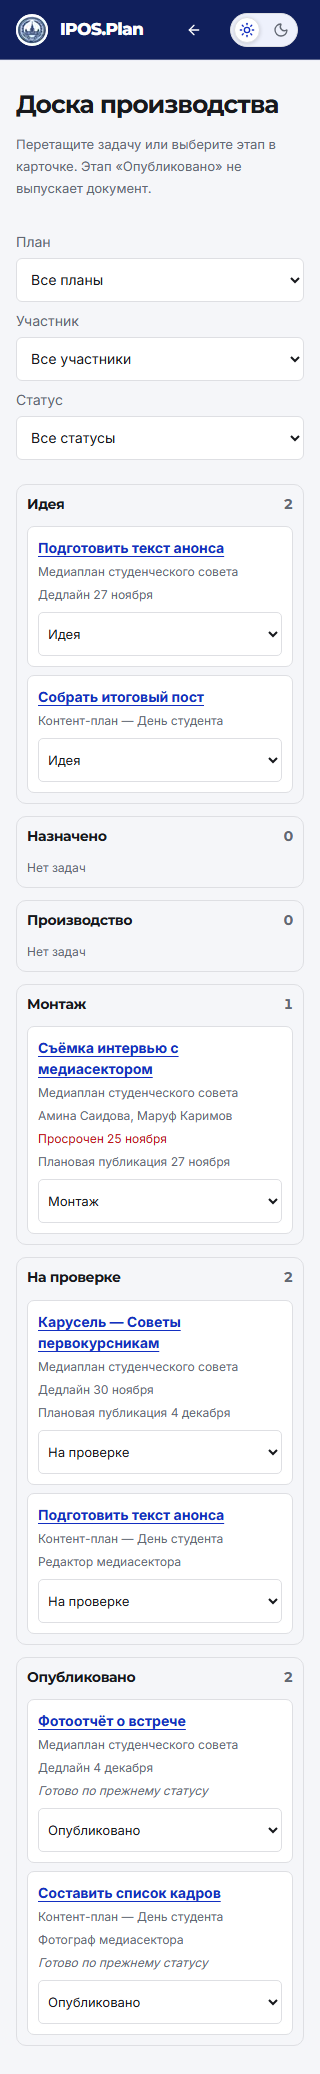 IPOS.Plan
Доска производства
Перетащите задачу или выберите этап в
карточке. Этап «Опубликовано» не
выпускает документ.
План
Все планы
Участник
Все участники
Статус
Все статусы
Идея 2
Подготовить текст анонса
Медиаплан студенческого совета
Дедлайн 27 ноября
Идея
Собрать итоговый пост
Контент-план — День студента
Идея
Назначено 0
Нет задач
Производство 0
Нет задач
Монтаж 1
Съёмка интервью с
медиасектором
Медиаплан студенческого совета
Амина Саидова, Маруф Каримов
Просрочен 25 ноября
Плановая публикация 27 ноября
Монтаж
На проверке 2
Карусель — Советы
первокурсникам
Медиаплан студенческого совета
Дедлайн 30 ноября
Плановая публикация 4 декабря
На проверке
Подготовить текст анонса
Контент-план — День студента
Редактор медиасектора
На проверке
Опубликовано 2
Фотоотчёт о встрече
Медиаплан студенческого совета
Дедлайн 4 декабря
Готово по прежнему статусу
Опубликовано
Составить список кадров
Контент-план — День студента
Фотограф медиасектора
Готово по прежнему статусу
Опубликовано